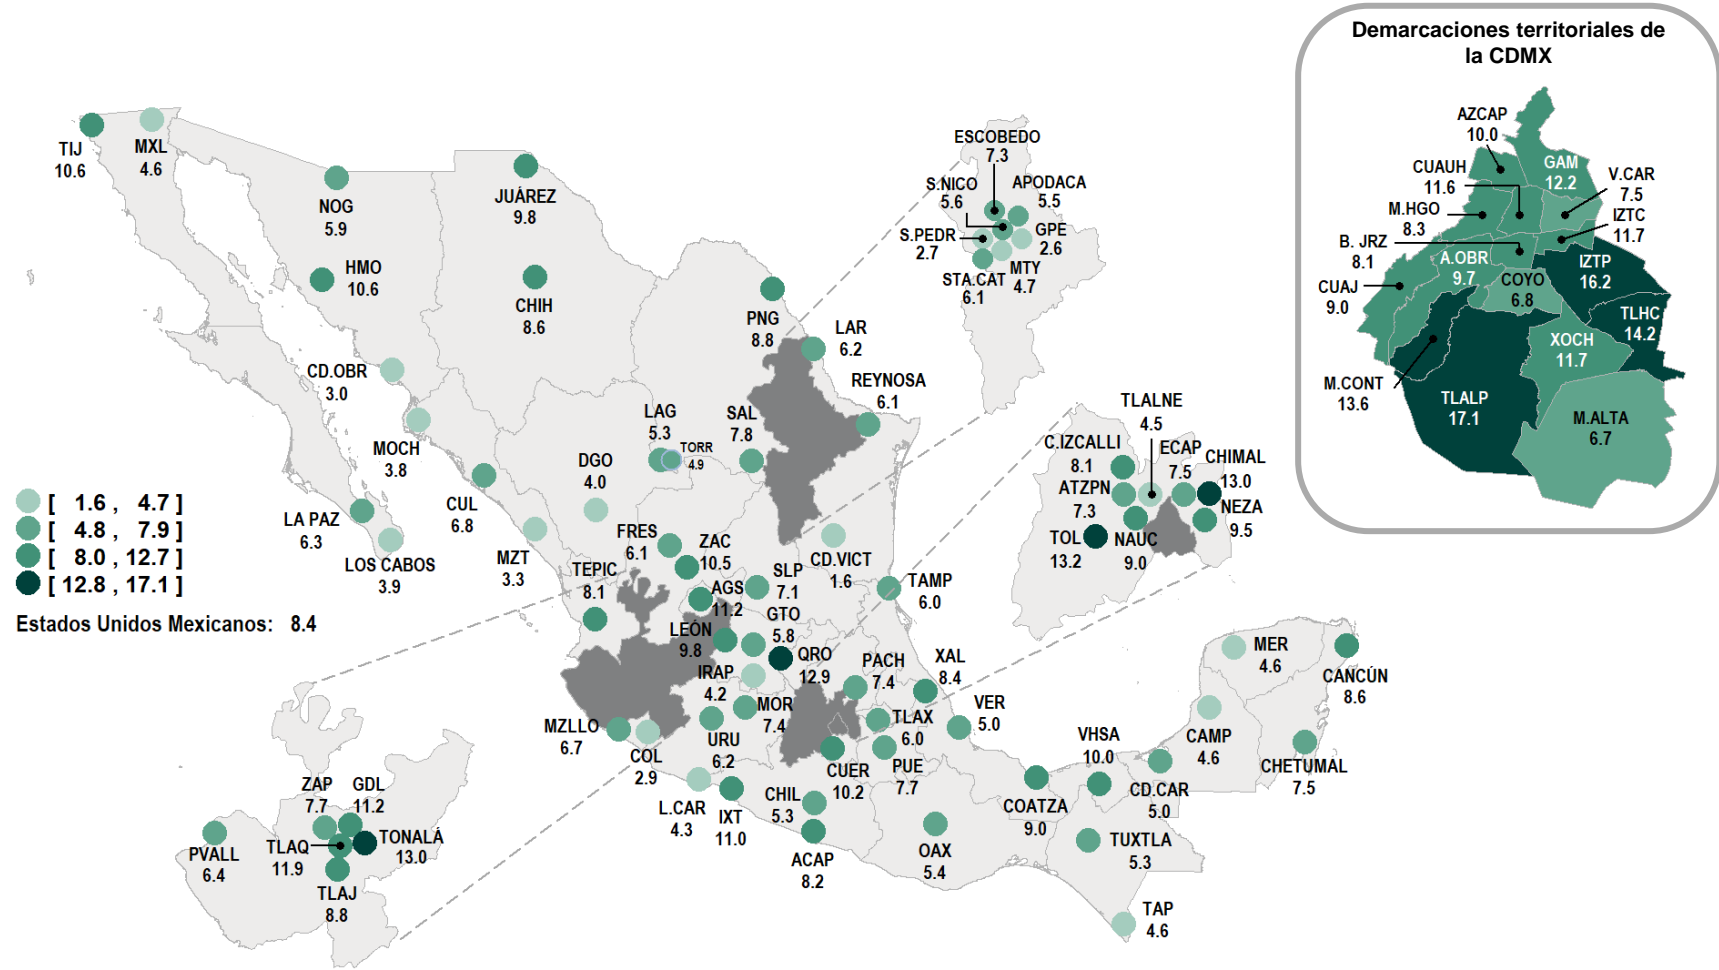 Demarcaciones territoriales de
la CDMX
AZCAP
10.0
CUAUH
11.6
GAM
12.2
V.CAR
7.5
M.HGO
8.3
IZTC
11.7
B. JRZ
8.1
A.OBR
9.7
IZTP
16.2
CUAJ
9.0
COYO
6.8
TLHC
14.2
XOCH
11.7
M.CONT
13.6
TLALP
17.1
M.ALTA
6.7
TIJ
10.6
MXL
4.6
NOG
5.9
HMO
10.6
JUÁREZ
9.8
CHIH
8.6
CD.OBR
3.0
MOCH
3.8
CUL
6.8
LA PAZ
6.3
LOS CABOS
3.9
MZT
3.3
DGO
4.0
LAG
5.3
TORR
4.9
SAL
7.8
PNG
8.8
LAR
6.2
REYNOSA
6.1
ESCOBEDO
7.3
S.NICO
5.6
APODACA
5.5
S.PEDR
2.7
GPE
2.6
STA.CAT
6.1
MTY
4.7
FRES
6.1
ZAC
10.5
TEPIC
8.1
AGS
11.2
SLP
7.1
CD.VICT
1.6
TAMP
6.0
LEÓN
9.8
GTO
5.8
IRAP
4.2
QRO
12.9
PACH
7.4
XAL
8.4
MOR
7.4
MZLLO
6.7
COL
2.9
URU
6.2
TLAX
6.0
VER
5.0
CUER
10.2
PUE
7.7
L.CAR
4.3
IXT
11.0
CHIL
5.3
ACAP
8.2
OAX
5.4
COATZA
9.0
VHSA
10.0
CD.CAR
5.0
TUXTLA
5.3
TAP
4.6
CAMP
4.6
MER
4.6
CANCÚN
8.6
CHETUMAL
7.5
TLALNE
4.5
C.IZCALLI
8.1
ECAP
7.5
CHIMAL
13.0
ATZPN
7.3
NEZA
9.5
TOL
13.2
NAUC
9.0
ZAP
7.7
GDL
11.2
PVALL
6.4
TLAQ
11.9
TONALÁ
13.0
TLAJ
8.8
[ 1.6 , 4.7 ]
[ 4.8 , 7.9 ]
[ 8.0 , 12.7 ]
[ 12.8 , 17.1 ]
Estados Unidos Mexicanos: 8.4